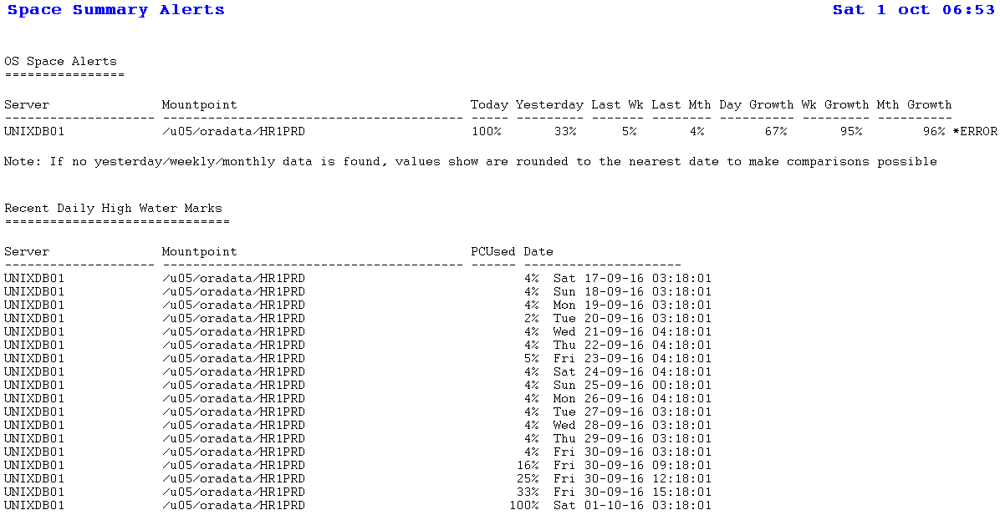 Space Summary Alerts Sat 1 oct 06:53
OS Space Alerts
================
Server Mountpoint Today Yesterday Last Wk Last Mth Day Growth Wk Growth Mth Growth
-------------------- ---------------------------------------- ----- --------- ------- -------- ---------- --------- ----------
UNIXDB01 /u05/oradata/HR1PRD 100% 33% 5% 4% 67% 95% 96% *ERROR
Note: If no yesterday/weekly/monthly data is found, values show are rounded to the nearest date to make comparisons possible
Recent Daily High Water Marks
==============================
Server Mountpoint PCUsed Date
-------------------- ---------------------------------------- ------ ---------------------
UNIXDB01 /u05/oradata/HR1PRD 4% Sat 17-09-16 03:18:01
UNIXDB01 /u05/oradata/HR1PRD 4% Sun 18-09-16 03:18:01
UNIXDB01 /u05/oradata/HR1PRD 4% Mon 19-09-16 03:18:01
UNIXDB01 /u05/oradata/HR1PRD 2% Tue 20-09-16 03:18:01
UNIXDB01 /u05/oradata/HR1PRD 4% Wed 21-09-16 04:18:01
UNIXDB01 /u05/oradata/HR1PRD 4% Thu 22-09-16 04:18:01
UNIXDB01 /u05/oradata/HR1PRD 5% Fri 23-09-16 04:18:01
UNIXDB01 /u05/oradata/HR1PRD 4% Sat 24-09-16 04:18:01
UNIXDB01 /u05/oradata/HR1PRD 4% Sun 25-09-16 00:18:01
UNIXDB01 /u05/oradata/HR1PRD 4% Mon 26-09-16 04:18:01
UNIXDB01 /u05/oradata/HR1PRD 4% Tue 27-09-16 03:18:01
UNIXDB01 /u05/oradata/HR1PRD 4% Wed 28-09-16 03:18:01
UNIXDB01 /u05/oradata/HR1PRD 4% Thu 29-09-16 03:18:01
UNIXDB01 /u05/oradata/HR1PRD 4% Fri 30-09-16 03:18:01
UNIXDB01 /u05/oradata/HR1PRD 16% Fri 30-09-16 09:18:01
UNIXDB01 /u05/oradata/HR1PRD 25% Fri 30-09-16 12:18:01
UNIXDB01 /u05/oradata/HR1PRD 33% Fri 30-09-16 15:18:01
UNIXDB01 /u05/oradata/HR1PRD 100% Sat 01-10-16 03:18:01